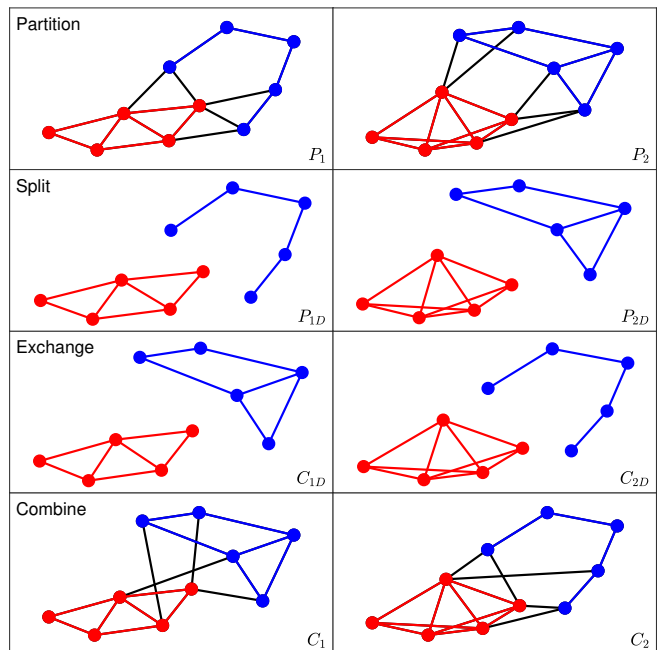 Partition
P1
P2
Split
P1D
P2D
Exchange
C1D
C2D
Combine
C1
C2